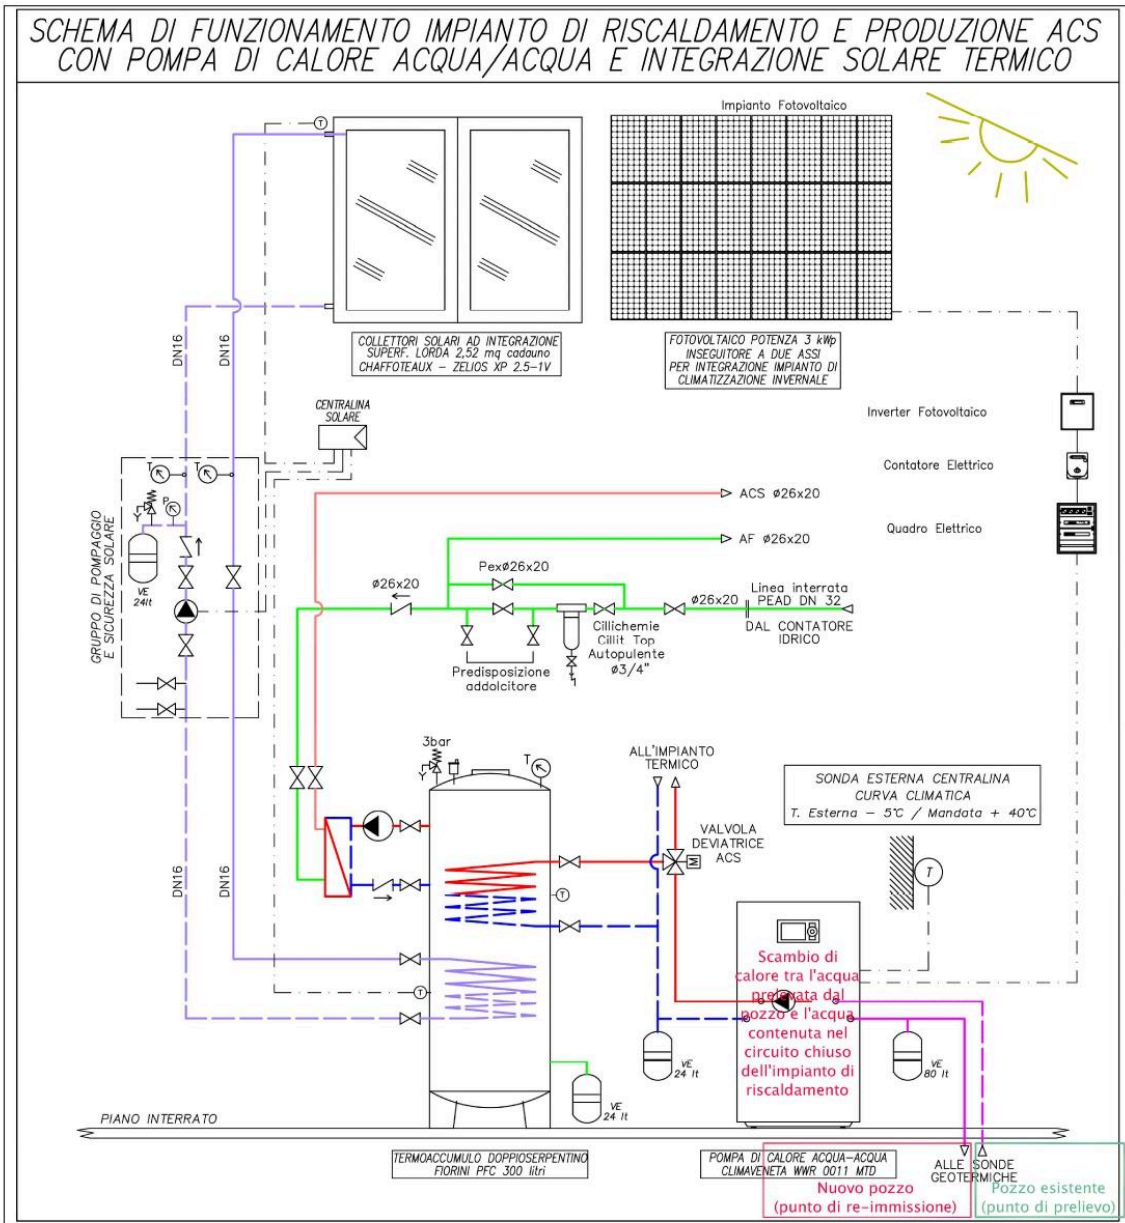 SCHEMA DI FUNZIONAMENTO IMPIANTO DI RISCALDAMENTO E PRODUZIONE ACS
CON POMPA DI CALORE ACQUA/ACQUA E INTEGRAZIONE SOLARE TERMICO
Impianto Fotovoltaico
T
COLLETTORI SOLARI AD INTEGRAZIONE
SUPERF. LORDA 2,52 mq cadauno
CHAFFOTEAUX - ZELIOS XP 2.5-1V
FOTOVOLTAICO POTENZA 3 kWp
INSEGUITORE A DUE ASSI
PER INTEGRAZIONE IMPIANTO DI
CLIMATIZZAZIONE INVERNALE
DN16
DN16
CENTRALINA
SOLARE
Inverter Fotovoltaico
Contatore Elettrico
Quadro Elettrico
T
T
P
VE
24lt
GRUPPO DI POMPAGGIO
E SICUREZZA SOLARE
ACS ø26x20
AF ø26x20
Pexø26x20
ø26x20
ø26x20
Linea interrata
PEAD DN 32
DAL CONTATORE
IDRICO
Cillichemie
Cillit Top
Autopulente
ø3/4"
Predisposizione
addolcitore
3bar
T
ALL'IMPIANTO
TERMICO
VALVOLA
DEVIATRICE
ACS
M
SONDA ESTERNA CENTRALINA
CURVA CLIMATICA
T. Esterna - 5°C / Mandata + 40°C
T
DN16
DN16
T
T
Scambio di
calore tra l'acqua
prelevata dal
pozzo e l'acqua
contenuta nel
circuito chiuso
dell'impianto di
riscaldamento
VE
24 lt
VE
24 lt
VE
80 lt
PIANO INTERRATO
TERMOACCUMULO DOPPIOSERPENTINO
FIORINI PFC 300 litri
POMPA DI CALORE ACQUA-ACQUA
CLIMAVENETA WWR 0011 MTD
ALLE SONDE
GEOTERMICHE
Nuovo pozzo
(punto di re-immissione)
Pozzo esistente
(punto di prelievo)